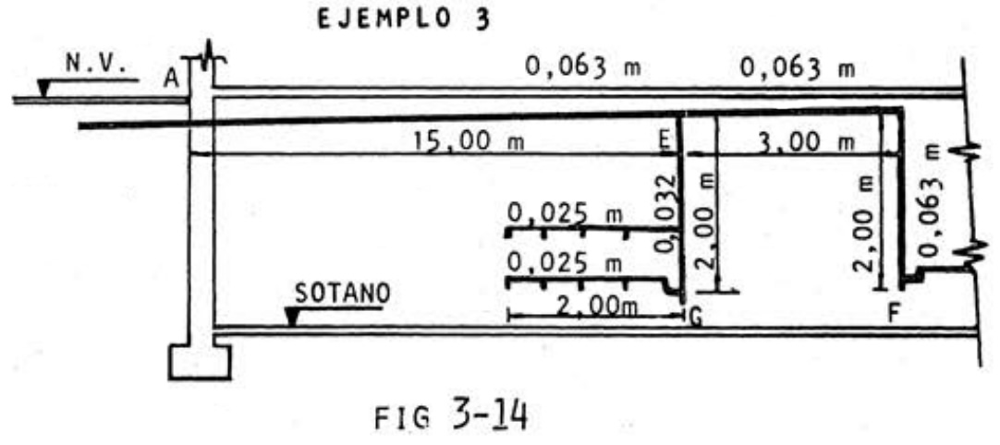 EJEMPLO 3
N.V.
A
0,063 m
0,063 m
15,00 m
E
3,00 m
0,032
2,00 m
2,00 m
0,063 m
0,025 m
0,025 m
2,00m
G
F
SOTANO
FIG 3-14